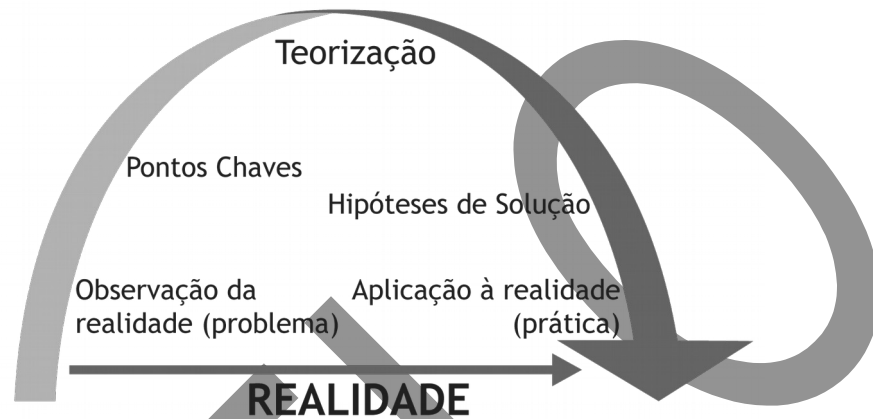 Teorização
Pontos Chaves
Hipóteses de Solução
Observação da
realidade (problema)
Aplicação à realidade
(prática)
REALIDADE